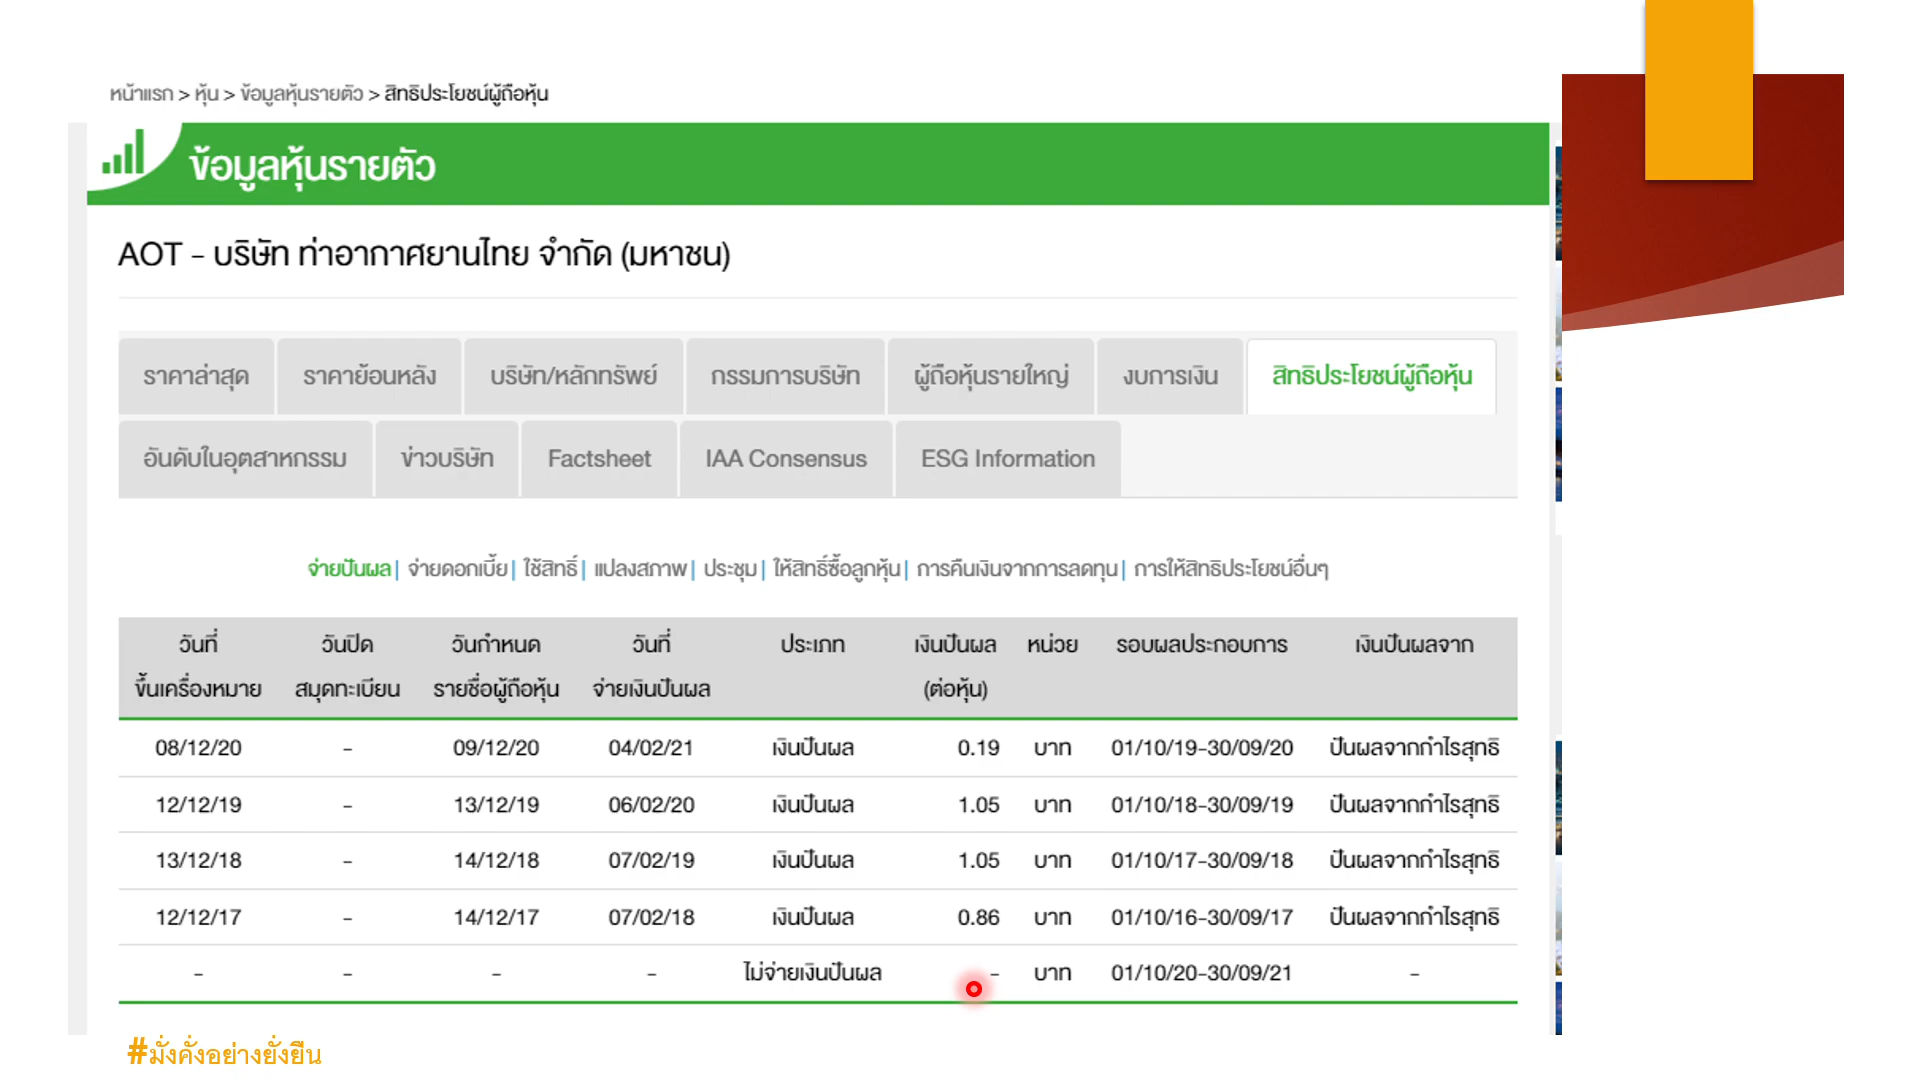 หน้าแรก > หุ้น > ข้อมูลหุ้นรายตัว > สิทธิประโยชน์ผู้ถือหุ้น
ข้อมูลหุ้นรายตัว
AOT - บริษัท ท่าอากาศยานไทย จำกัด (มหาชน)
ราคาล่าสุด ราคาย้อนหลัง บริษัท/หลักทรัพย์ กรรมการบริษัท ผู้ถือหุ้นรายใหญ่ งบการเงิน สิทธิประโยชน์ผู้ถือหุ้น
อันดับในอุตสาหกรรม ข่าวบริษัท Factsheet IAA Consensus ESG Information
จ่ายปันผล| จ่ายดอกเบี้ย| ใช้สิทธิ์| แปลงสภาพ| ประชุม| ให้สิทธิ์ซื้อลูกหุ้น| การคืนเงินจากการลดทุน| การให้สิทธิประโยชน์อื่นๆ
วันที่ วันปิด วันกำหนด วันที่ ประเภท เงินปันผล หน่วย รอบผลประกอบการ เงินปันผลจาก
ขึ้นเครื่องหมาย สมุดทะเบียน รายชื่อผู้ถือหุ้น จ่ายเงินปันผล (ต่อหุ้น)
08/12/20 - 09/12/20 04/02/21 เงินปันผล 0.19 บาท 01/10/19-30/09/20 ปันผลจากกำไรสุทธิ
12/12/19 - 13/12/19 06/02/20 เงินปันผล 1.05 บาท 01/10/18-30/09/19 ปันผลจากกำไรสุทธิ
13/12/18 - 14/12/18 07/02/19 เงินปันผล 1.05 บาท 01/10/17-30/09/18 ปันผลจากกำไรสุทธิ
12/12/17 - 14/12/17 07/02/18 เงินปันผล 0.86 บาท 01/10/16-30/09/17 ปันผลจากกำไรสุทธิ
- - - - ไม่จ่ายเงินปันผล - บาท 01/10/20-30/09/21 -
#มั่งคั่งอย่างยั่งยืน